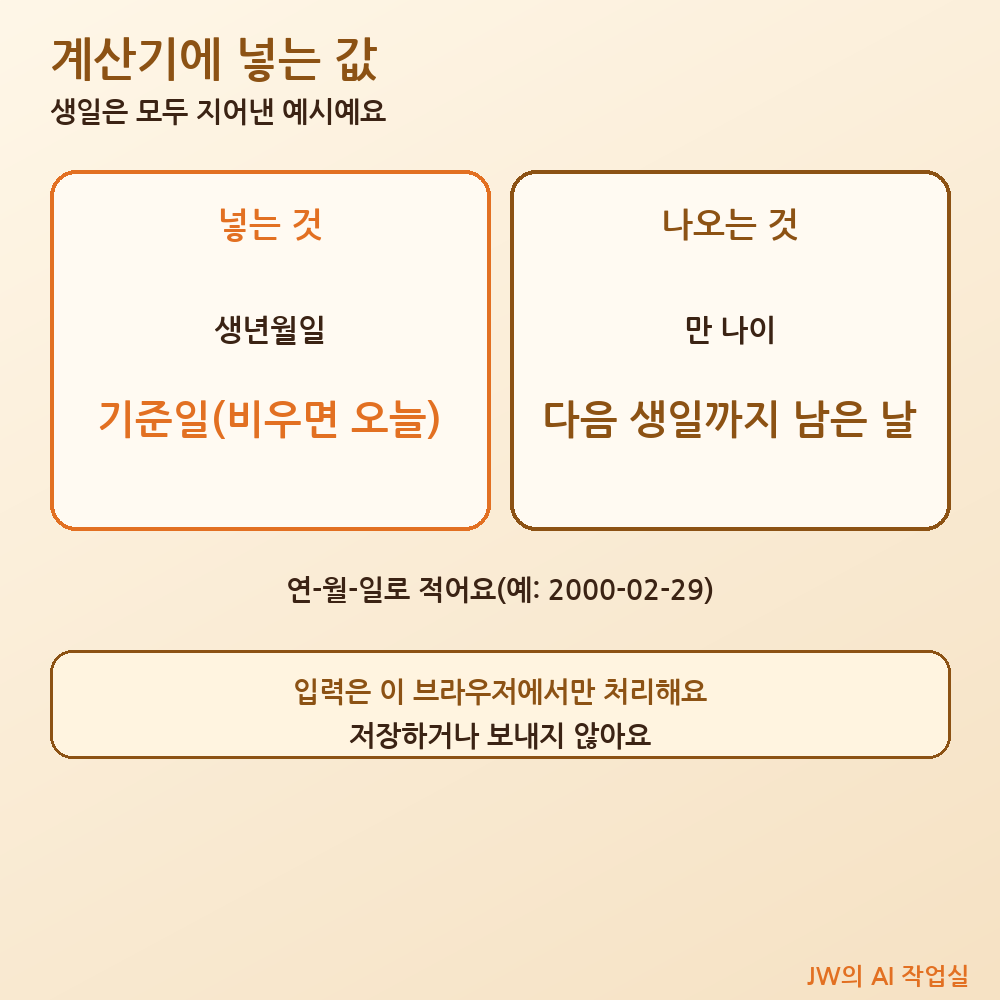 계산기에 넣는 값
생일은 모두 지어낸 예시예요
넣는 것
생년월일
기준일(비우면 오늘)
나오는 것
만 나이
다음 생일까지 남은 날
연-월-일로 적어요(예: 2000-02-29)
입력은 이 브라우저에서만 처리해요
저장하거나 보내지 않아요
JW의 AI 작업실